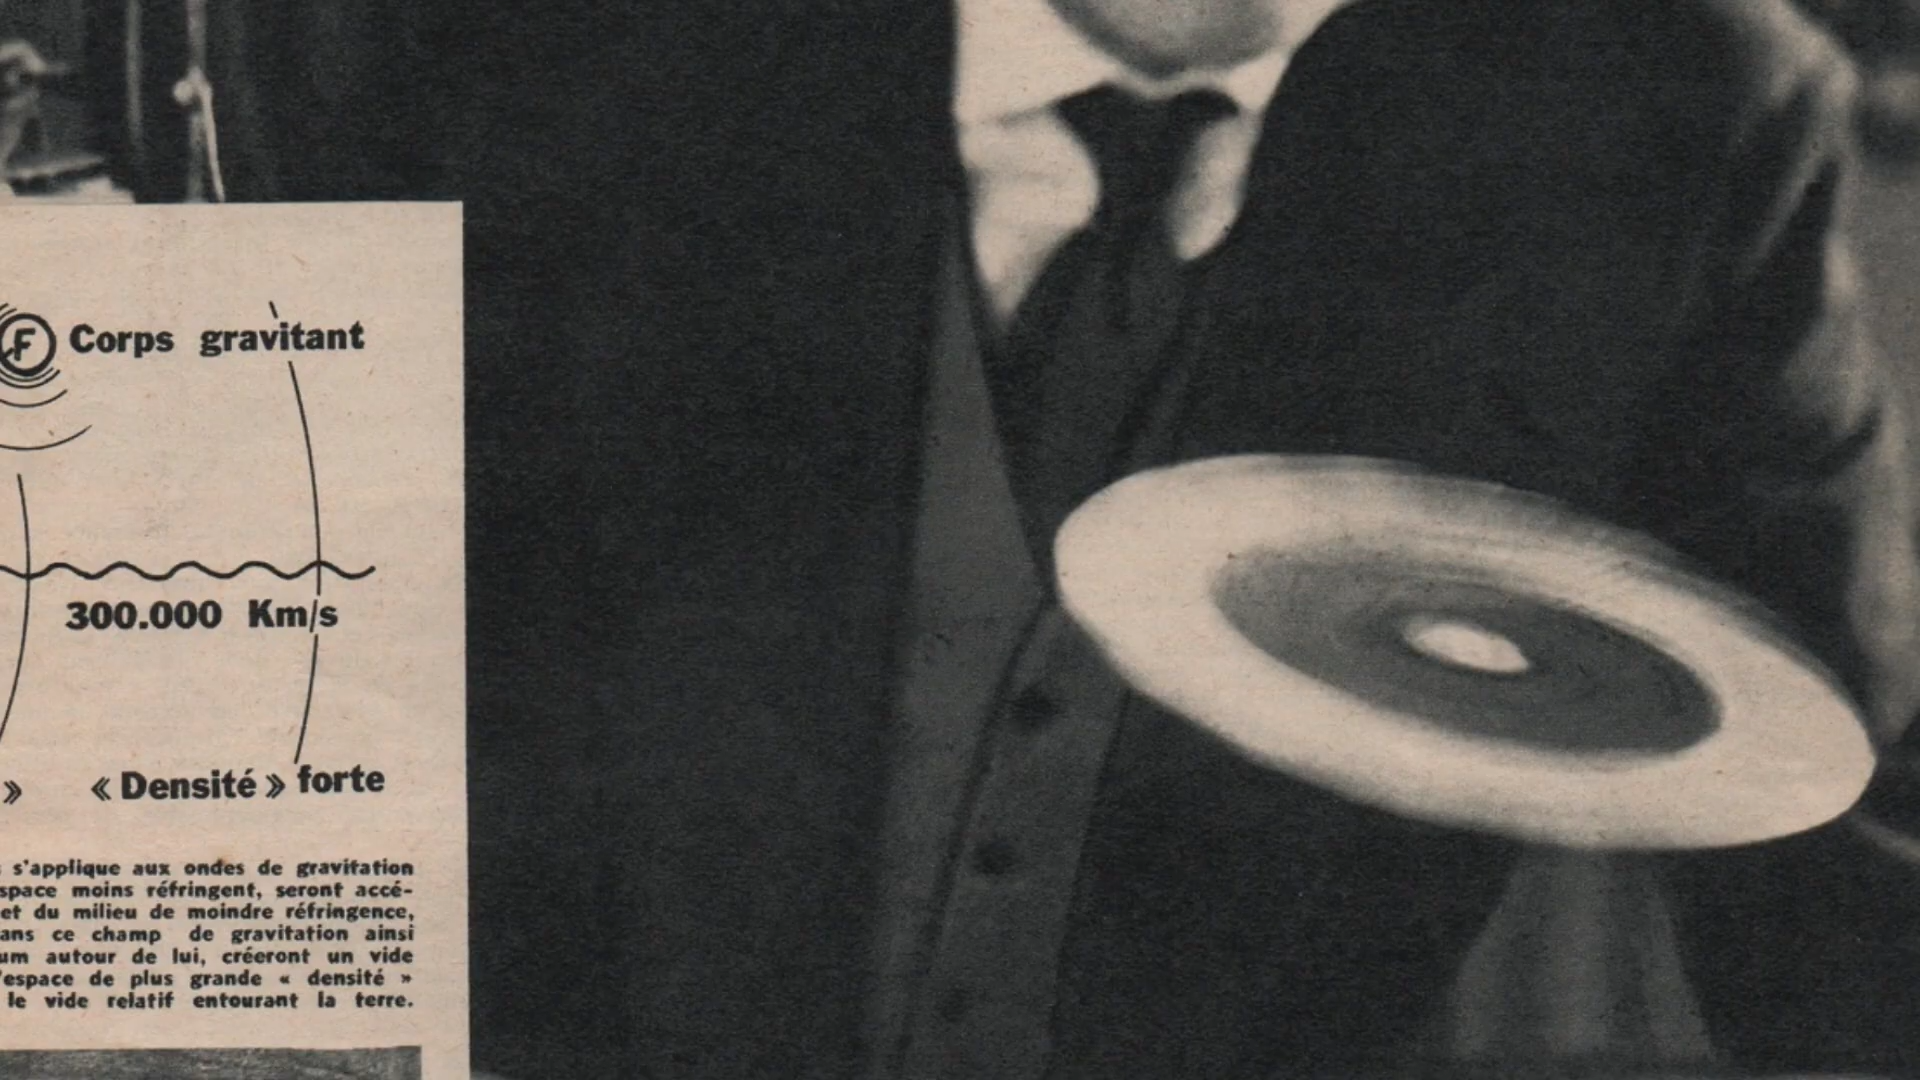 F Corps gravitant
300.000 Km/s
» « Densité » forte
s'applique aux ondes de gravitation
space moins réfringent, seront accé-
et du milieu de moindre réfringence,
ans ce champ de gravitation ainsi
um autour de lui, créeront un vide
'espace de plus grande « densité »
le vide relatif entourant la terre.